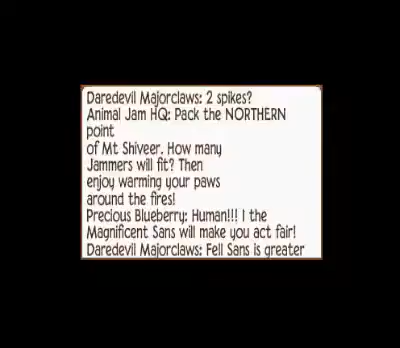 Daredevil Majorclaws: 2 spikes?
Animal Jam HQ: Pack the NORTHERN
point
of Mt Shiveer. How many
Jammers will fit? Then
enjoy warming your paws
around the fires!
Precious Blueberry: Human!!! I the
Magnificent Sans will make you act fair!
Daredevil Majorclaws: Fell Sans is greater